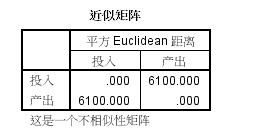 近似矩阵
平方 Euclidean 距离
投入 产出
投入 .000 6100.000
产出 6100.000 .000
这是一个不相似性矩阵